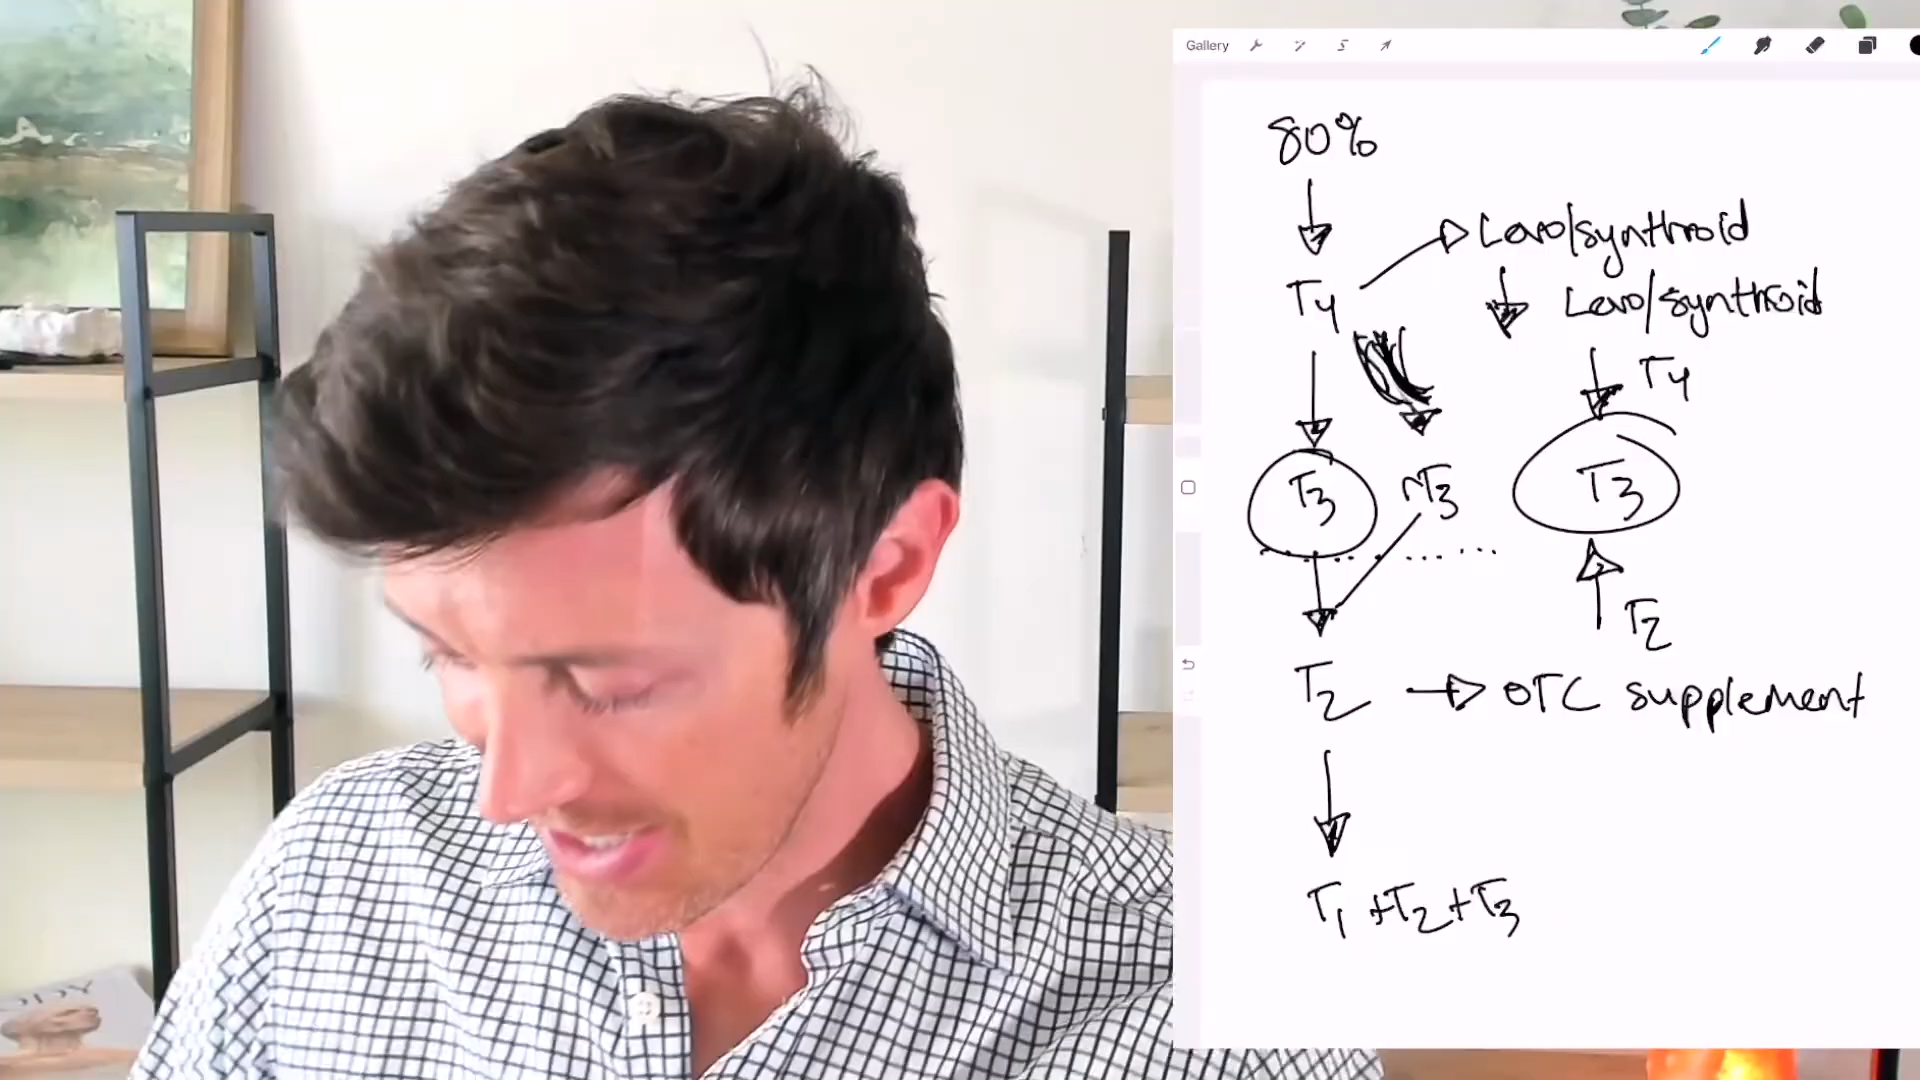 Gallery
80%
T4
Levo/synthroid
Levo/synthroid
T4
T3
rT3
T3
T2
T2
OTC supplement
T1 + T2 + T3